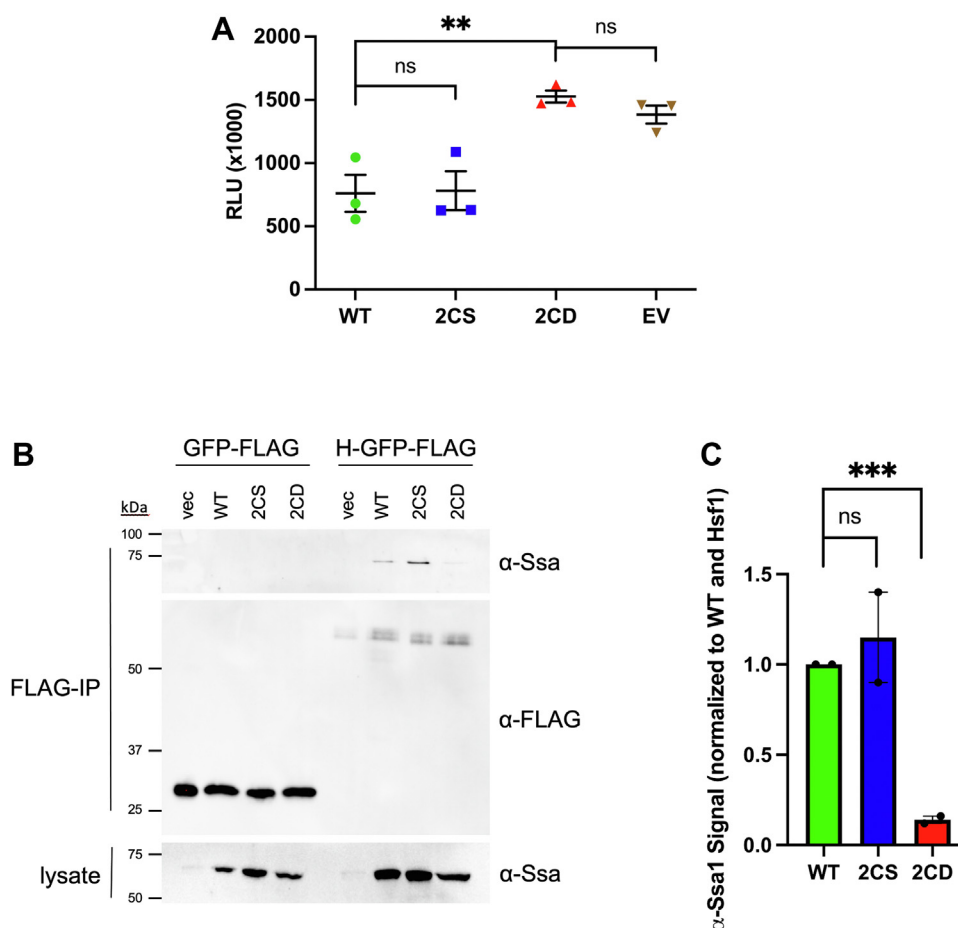 A
2000
1500
1000
500
0
RLU (x1000)
ns
**
ns
WT 2CS 2CD EV
B
GFP-FLAG H-GFP-FLAG
kDa vec WT 2CS 2CD vec WT 2CS 2CD
100
75
α-Ssa
50
37
25
FLAG-IP
α-FLAG
75
50
lysate
α-Ssa
C
***
ns
α-Ssa1 Signal (normalized to WT and Hsf1)
1.5
1.0
0.5
0.0
WT 2CS 2CD